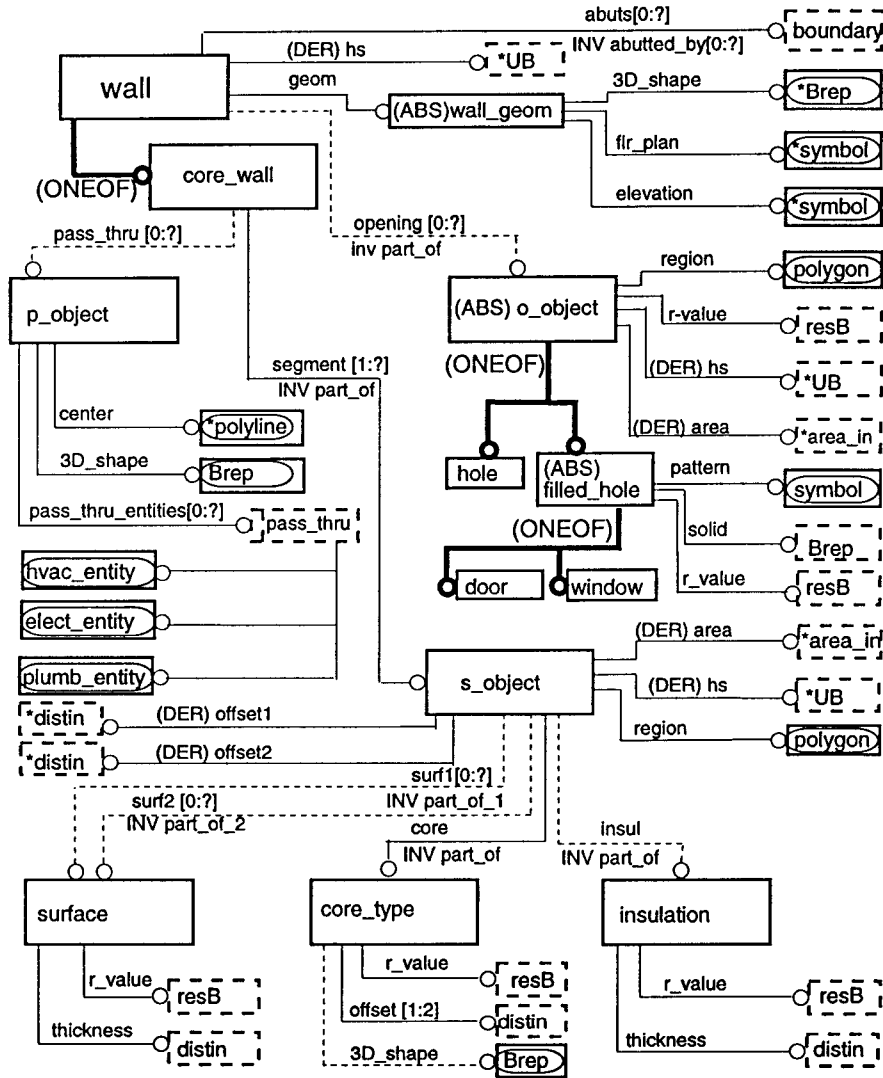 abuts[0:?]
boundary
INV abutted_by[0:?]
(DER) hs
*UB
wall
geom
3D_shape
*Brep
(ABS)wall_geom
flr_plan
*symbol
core_wall
(ONEOF)
elevation
*symbol
pass_thru [0:?]
opening [0:?]
inv part_of
region
polygon
p_object
(ABS) o_object
r-value
resB
segment [1:?]
INV part_of
(ONEOF)
(DER) hs
*UB
center
*polyline
(DER) area
*area_in
3D_shape
Brep
hole
(ABS)
filled_hole
pattern
symbol
pass_thru_entities[0:?]
pass_thru
(ONEOF)
solid
Brep
hvac_entity
door
window
r_value
resB
elect_entity
(DER) area
*area_in
plumb_entity
s_object
(DER) hs
*UB
*distin
(DER) offset1
region
polygon
*distin
(DER) offset2
surf1[0:?]
surf2 [0:?]
INV part_of_1
INV part_of_2
core
INV part_of
insul
INV part_of
surface
core_type
insulation
r_value
resB
r_value
resB
r_value
resB
offset [1:2]
distin
thickness
distin
3D_shape
Brep
thickness
distin